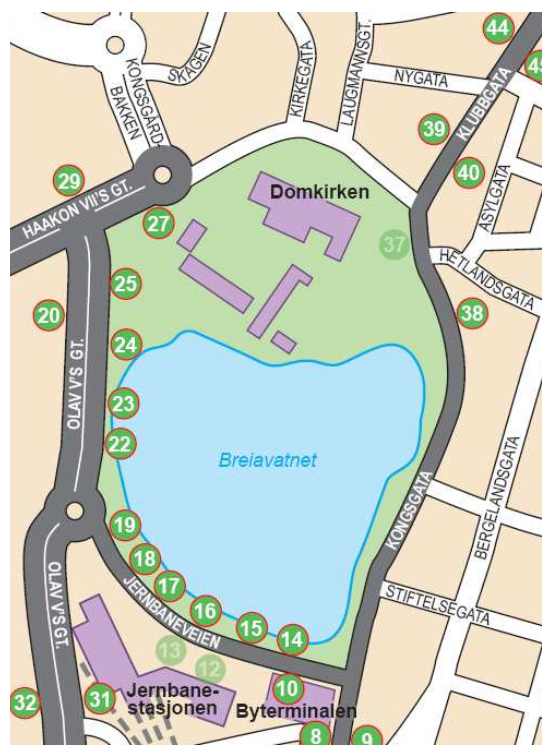 44
45
KONGSGÅRD
BAKKEN
SKAGEN
KIRKEGATA
LAUGMANNSGT.
NYGATA
39
KLUBBGATA
40
ASYLGATA
29
HAAKON VII'S GT.
27
Domkirken
37
HETLANDSGATA
25
38
20
24
OLAV V'S GT.
23
22
Breiavatnet
KONGSGATA
BERGELANDSGATA
19
18
17
16
15
14
JERNBANEVEIEN
STIFTELSEGATA
OLAV V'S GT.
13
12
31
10
32
Jernbane-
stasjonen
Byterminalen
8
9